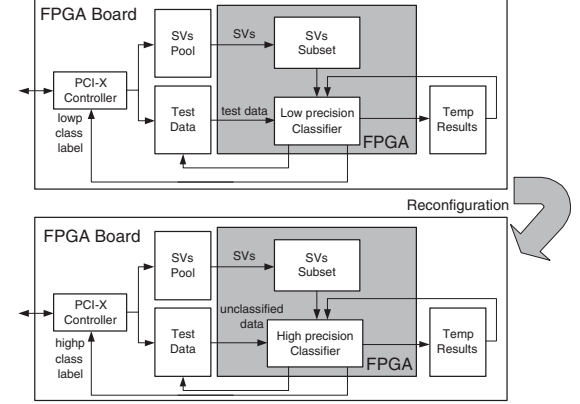 FPGA Board
SVs
Pool
SVs
SVs
Subset
PCI-X
Controller
lowp
class
label
Test
Data
test data
Low precision
Classifier
FPGA
Temp
Results
Reconfiguration
FPGA Board
SVs
Pool
SVs
SVs
Subset
PCI-X
Controller
highp
class
label
Test
Data
unclassified
data
High precision
Classifier
FPGA
Temp
Results